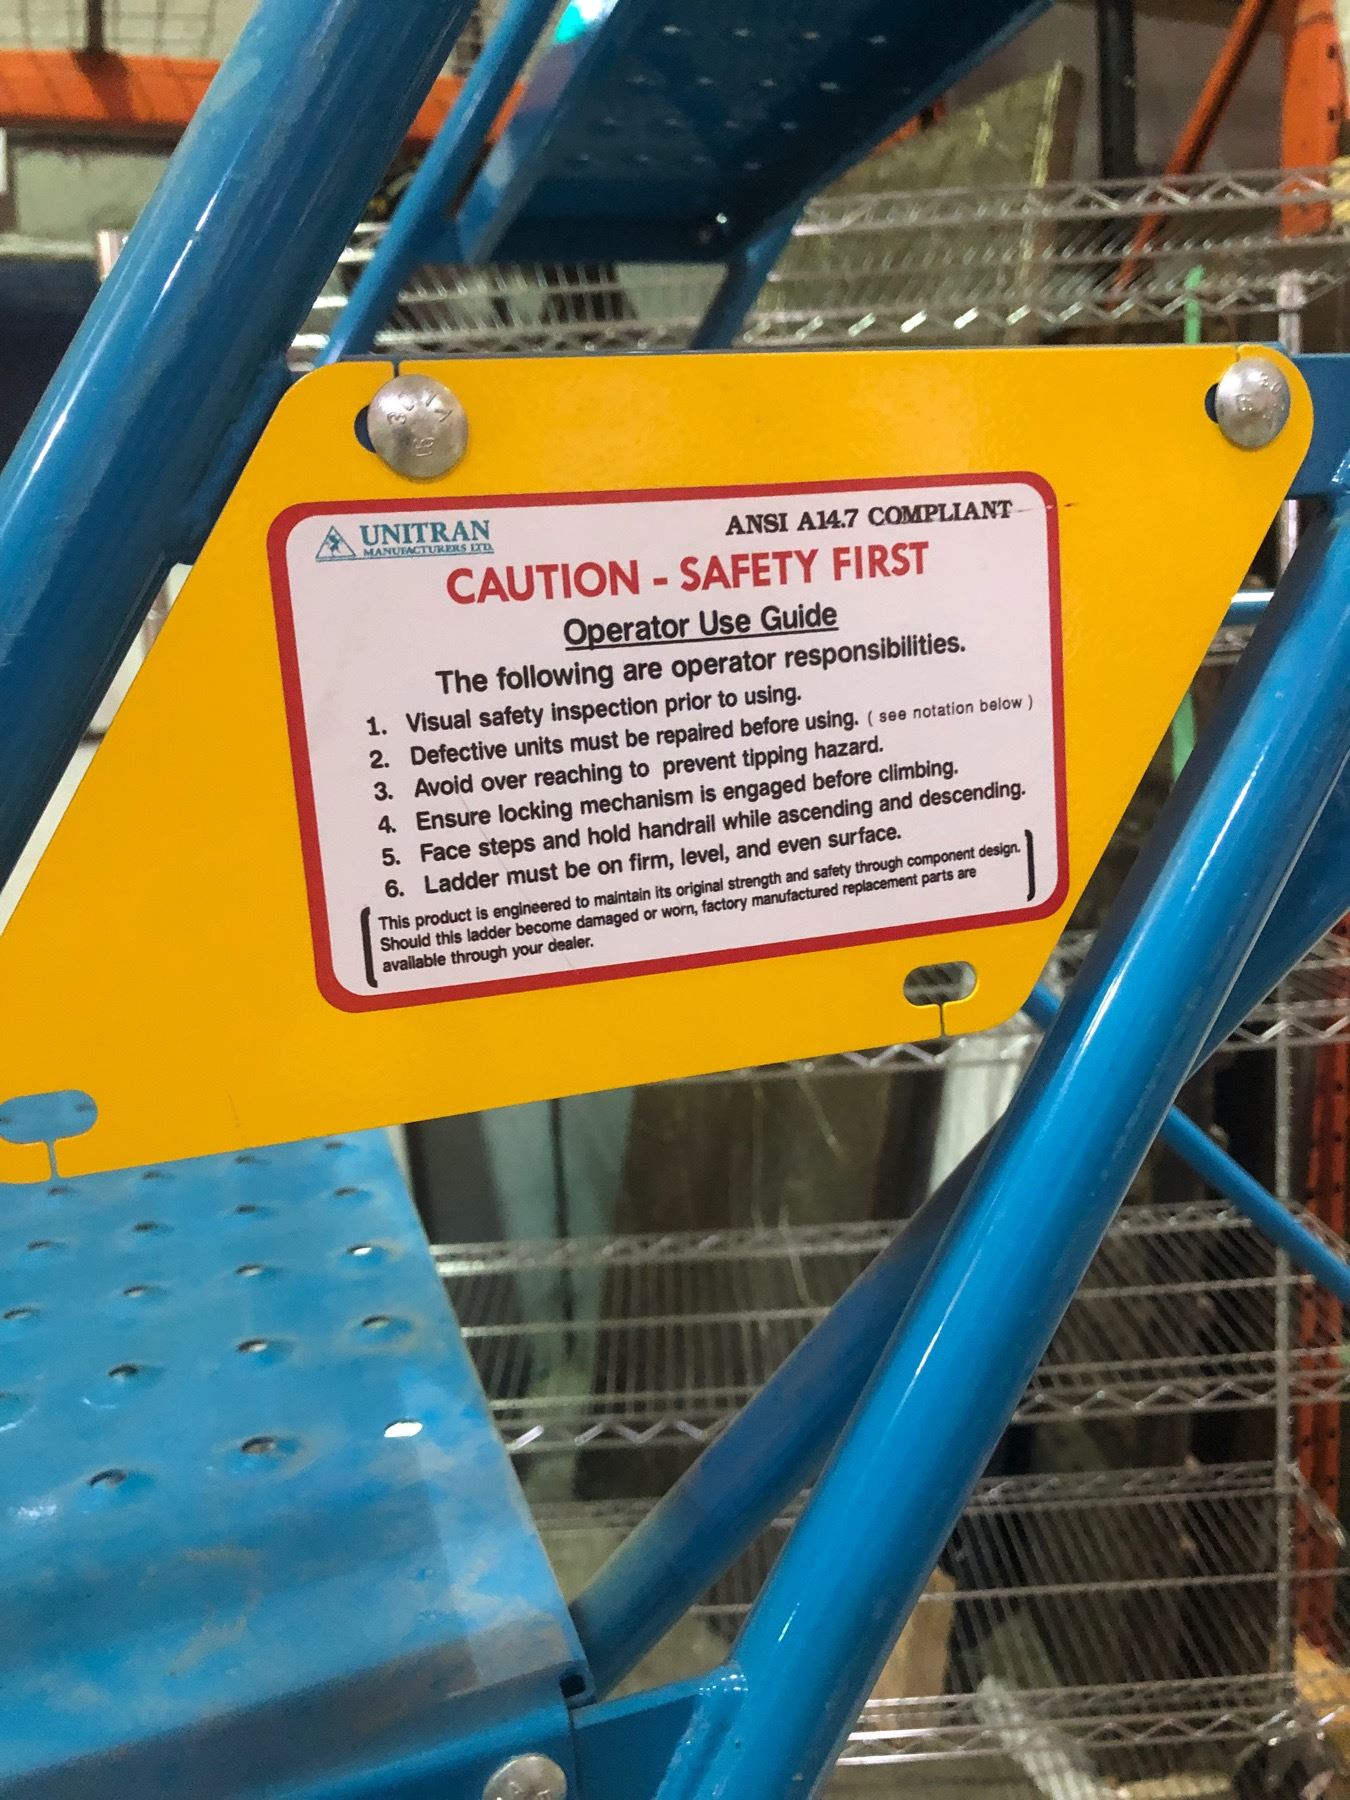 UNITRAN
MANUFACTURERS LTD.
ANSI A14.7 COMPLIANT
CAUTION - SAFETY FIRST
Operator Use Guide
The following are operator responsibilities.
1. Visual safety inspection prior to using.
2. Defective units must be repaired before using. ( see notation below )
3. Avoid over reaching to prevent tipping hazard.
4. Ensure locking mechanism is engaged before climbing.
5. Face steps and hold handrail while ascending and descending.
6. Ladder must be on firm, level, and even surface.
This product is engineered to maintain its original strength and safety through component design.
Should this ladder become damaged or worn, factory manufactured replacement parts are
available through your dealer.